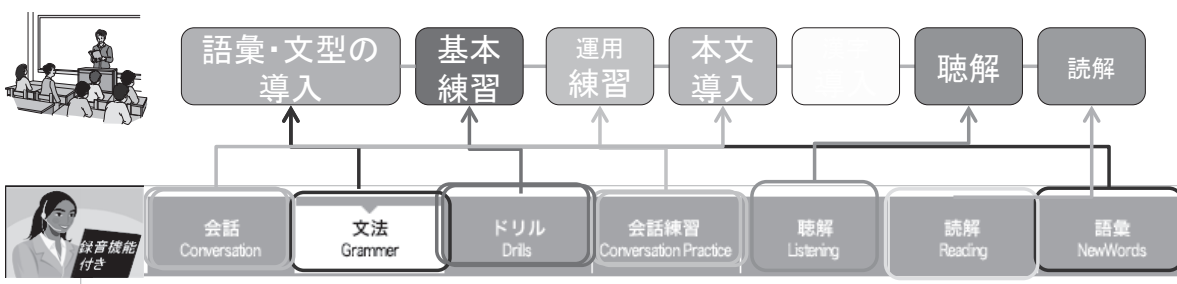 語彙・文型の
導入
基本
練習
運用
練習
本文
導入
聴解
読解
録音機能
付き
会話
Conversation
文法
Grammer
ドリル
Drills
会話練習
Conversation Practice
聴解
Listening
読解
Reading
語彙
NewWords